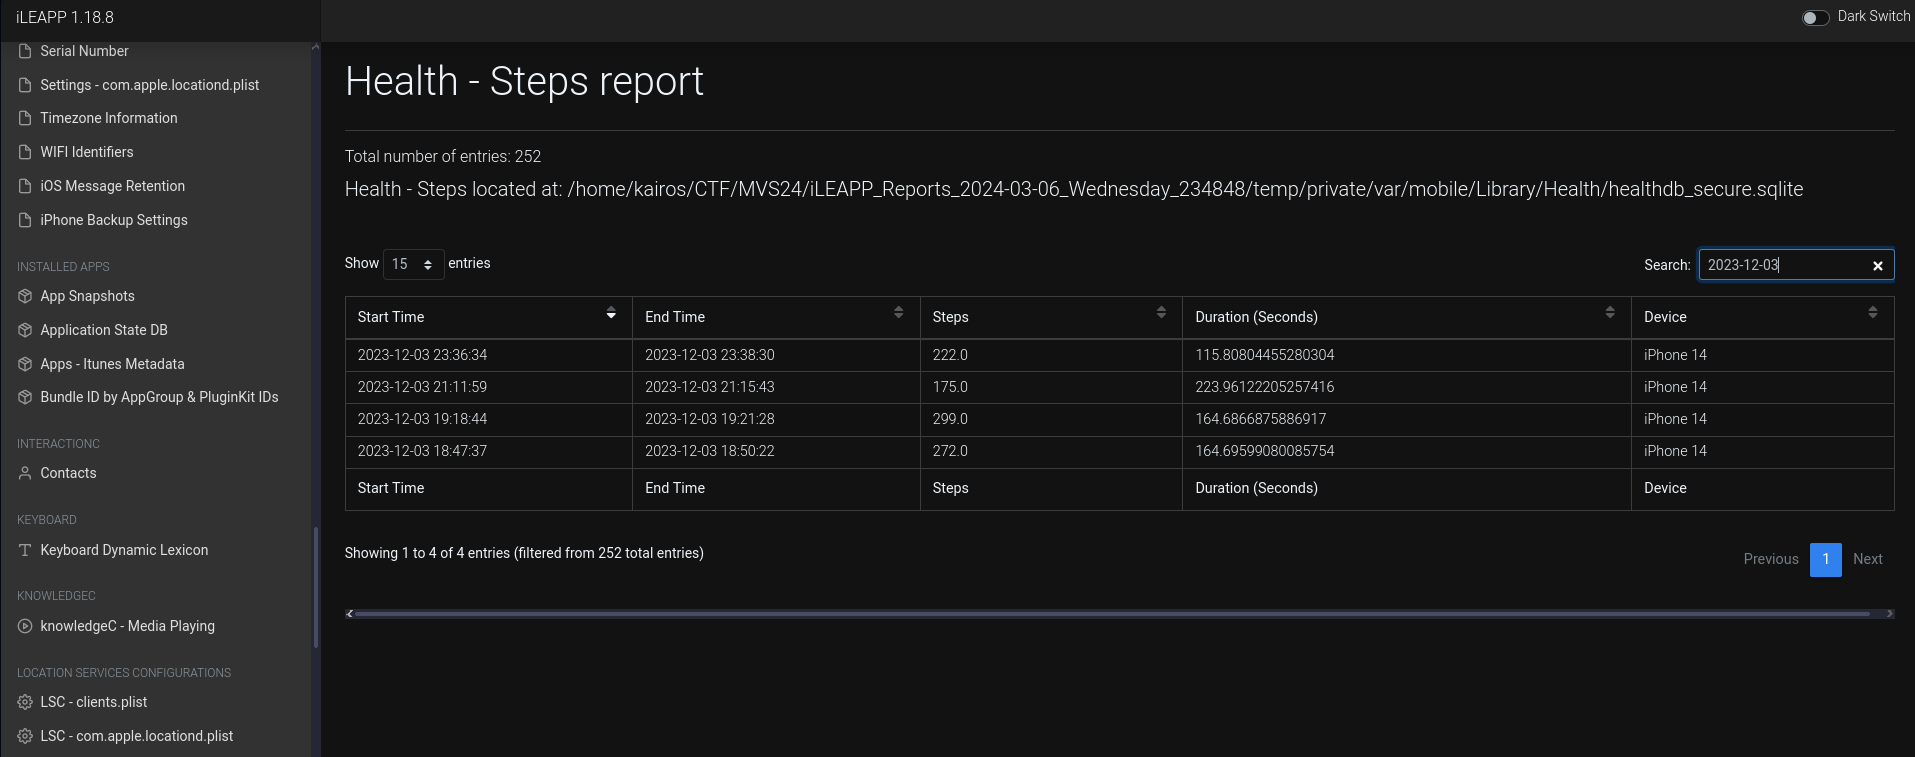 iLEAPP 1.18.8
Dark Switch
Serial Number
Settings - com.apple.locationd.plist
Timezone Information
WIFI Identifiers
iOS Message Retention
iPhone Backup Settings
INSTALLED APPS
App Snapshots
Application State DB
Apps - Itunes Metadata
Bundle ID by AppGroup & PluginKit IDs
INTERACTIONC
Contacts
KEYBOARD
Keyboard Dynamic Lexicon
KNOWLEDGEC
knowledgeC - Media Playing
LOCATION SERVICES CONFIGURATIONS
LSC - clients.plist
LSC - com.apple.locationd.plist
Health - Steps report
Total number of entries: 252
Health - Steps located at: /home/kairos/CTF/MVS24/iLEAPP_Reports_2024-03-06_Wednesday_234848/temp/private/var/mobile/Library/Health/healthdb_secure.sqlite
Show 15 entries
Search: 2023-12-03
Start Time End Time Steps Duration (Seconds) Device
2023-12-03 23:36:34 2023-12-03 23:38:30 222.0 115.80804455280304 iPhone 14
2023-12-03 21:11:59 2023-12-03 21:15:43 175.0 223.96122205257416 iPhone 14
2023-12-03 19:18:44 2023-12-03 19:21:28 299.0 164.6866875886917 iPhone 14
2023-12-03 18:47:37 2023-12-03 18:50:22 272.0 164.69599080085754 iPhone 14
Start Time End Time Steps Duration (Seconds) Device
Showing 1 to 4 of 4 entries (filtered from 252 total entries)
Previous 1 Next